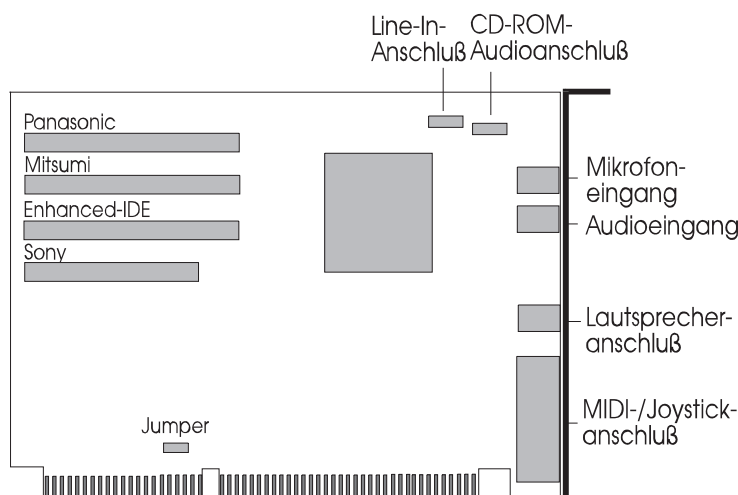 Line-In-
Anschluß
CD-ROM-
Audioanschluß
Panasonic
Mitsumi
Enhanced-IDE
Sony
Mikrofon-
eingang
Audioeingang
Lautsprecher-
anschluß
MIDI-/Joystick-
anschluß
Jumper